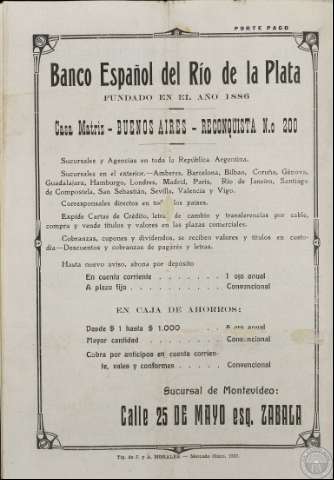 PORTE PAGO
Banco Español del Río de la Plata
FUNDADO EN EL AÑO 1886
Casa Matriz - BUENOS AIRES - RECONQUISTA N.o 200
Sucursales y Agencias en toda la República Argentina.
Sucursales en el exterior.—Amberes, Barcelona, Bilbao, Coruña, Génova,
Guadalajara, Hamburgo, Londres, Madrid, París, Río de Janeiro, Santiago
de Compostela, San Sebastián, Sevilla, Valencia y Vigo.
Corresponsales directos en los países.
Expide Cartas de Crédito, de cambio y transferencias por cable,
compra y vende títulos y valores en las plazas comerciales.
Cobranzas, cupones y dividendos, se reciben valores y títulos en custo-
dia—Descuentos y cobranzas de pagarés y letras.
Hasta nuevo aviso, abona por depósito
En cuenta corriente . . . . . . . . 1 ojo anual
A plazo fijo . . . . . . . . . . Convencional
EN CAJA DE AHORROS:
Desde $ 1 hasta $ 1.000 . . . . . ojo anual
Mayor cantidad . . . . . . . Convencional
Cobra por anticipos en cuenta corrien-
te, vales y conformes . . . . . Convencional
Sucursal de Montevideo:
Calle 25 DE MAYO esq. ZABALA
Tip. de J. y A. MORALES —